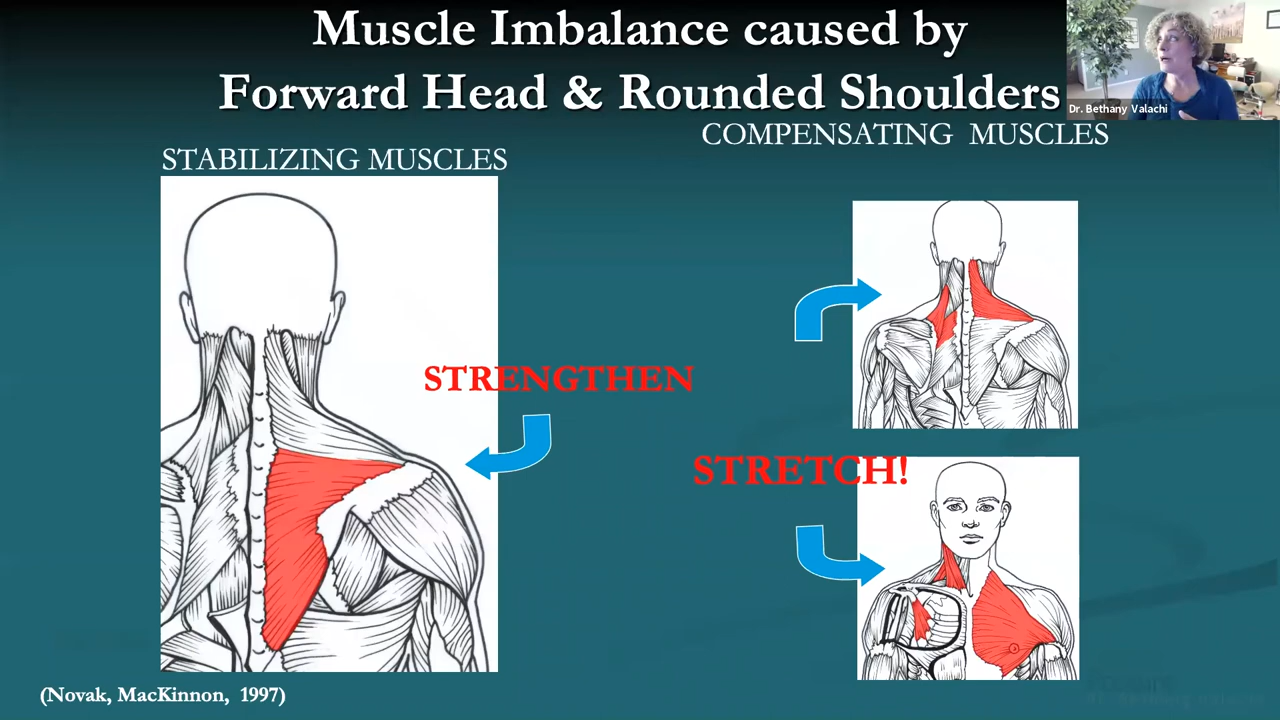 Muscle Imbalance caused by
Forward Head & Rounded Shoulders
Dr. Bethany Valachi
COMPENSATING MUSCLES
STABILIZING MUSCLES
STRENGTHEN
STRETCH!
(Novak, MacKinnon, 1997)